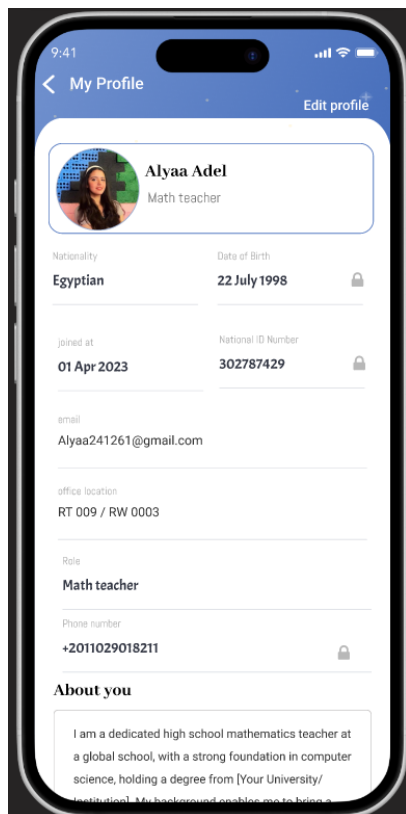 9:41
My Profile
Edit profile
Alyaa Adel
Math teacher
Nationality
Date of Birth
Egyptian
22 July 1998
joined at
National ID Number
01 Apr 2023
302787429
email
Alyaa241261@gmail.com
office location
RT 009 / RW 0003
Role
Math teacher
Phone number
+2011029018211
About you
I am a dedicated high school mathematics teacher at
a global school, with a strong foundation in computer
science, holding a degree from [Your University/
Institution]. My background enables me to bring a